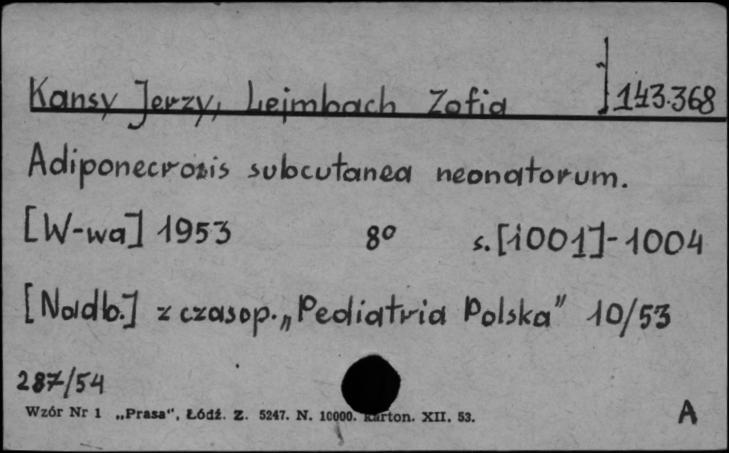 Kansy Jerzy, Lejmbach Zofia 143.368
Adiponecrosis subcutanea neonatorum.
[W-wa] 1953 8° s.[1001]-1004
[Nadb.] z czasop. „Pediatria Polska" 10/53
287/54
Wzór Nr 1 „Prasa", Łódź. Z. 5247. N. 10000. Karton. XII. 53.
A